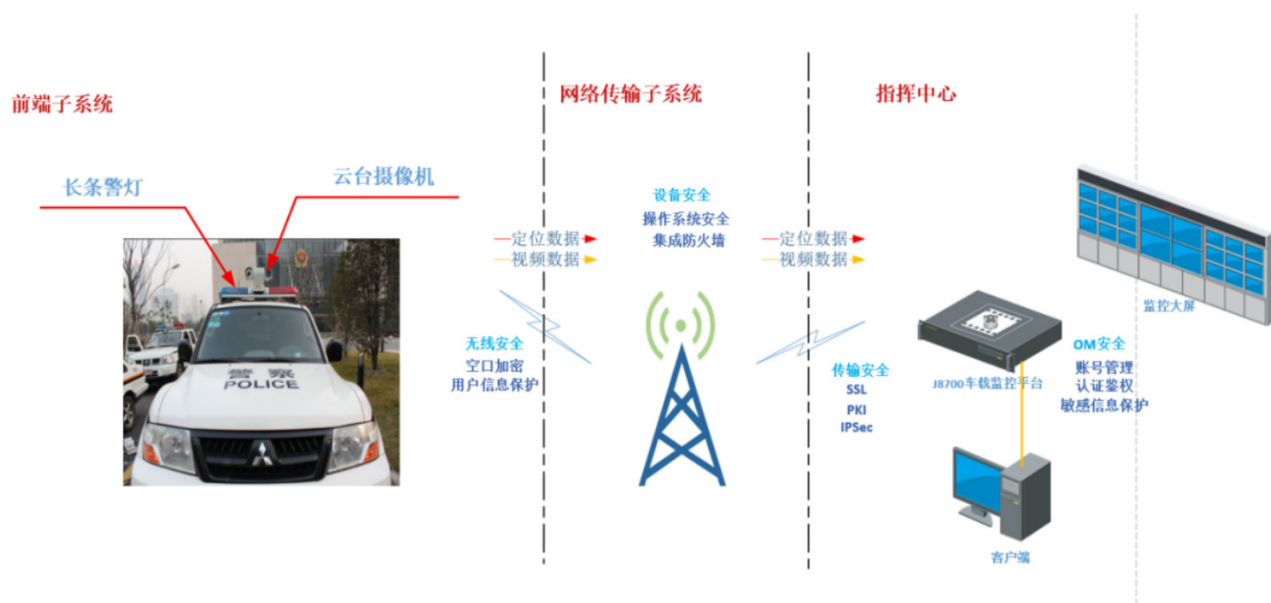 前端子系统
网络传输子系统
指挥中心
长条警灯
云台摄像机
警察
POLICE
定位数据
视频数据
无线安全
空口加密
用户信息保护
设备安全
操作系统安全
集成防火墙
定位数据
视频数据
传输安全
SSL
PKI
IPSec
监控大屏
J8700车载监控平台
OM安全
账号管理
认证鉴权
敏感信息保护
客户端